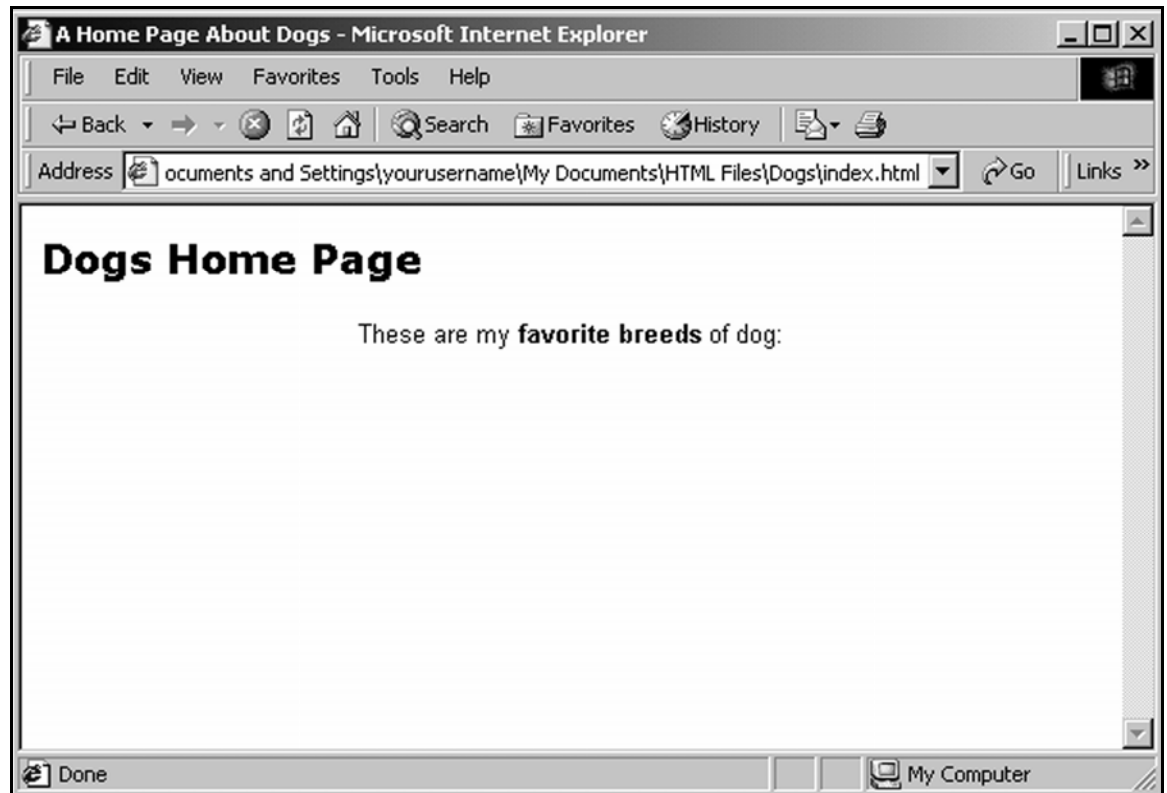 A Home Page About Dogs - Microsoft Internet Explorer
File Edit View Favorites Tools Help
Back Search Favorites History
Address ocuments and Settings\yourusername\My Documents\HTML Files\Dogs\index.html Go Links »
Dogs Home Page
These are my favorite breeds of dog:
Done My Computer